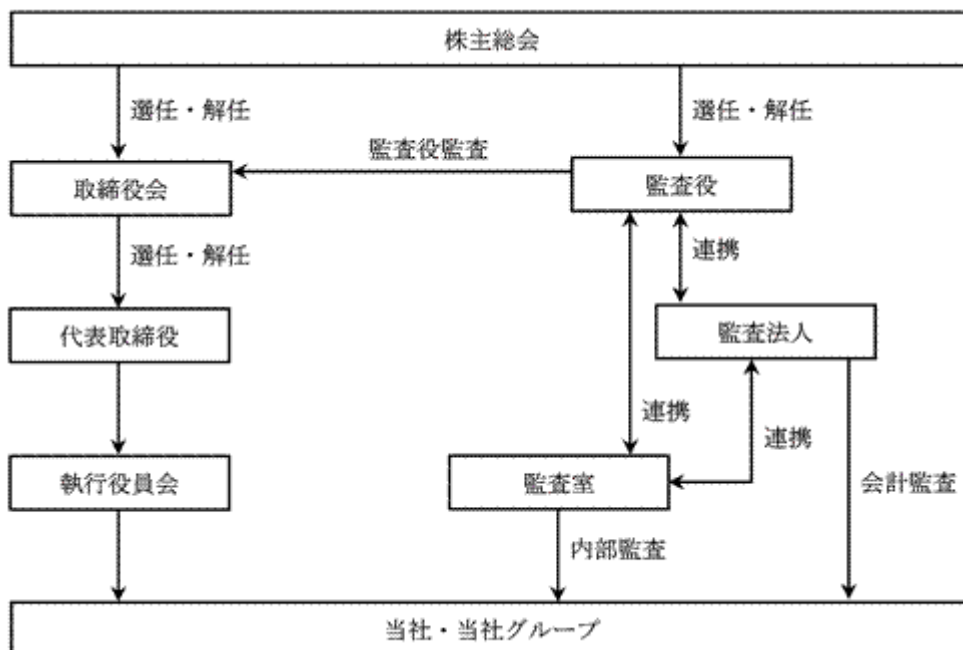 株主総会
選任・解任
選任・解任
監査役監査
取締役会
監査役
選任・解任
連携
代表取締役
監査法人
連携
連携
執行役員会
監査室
会計監査
内部監査
当社・当社グループ